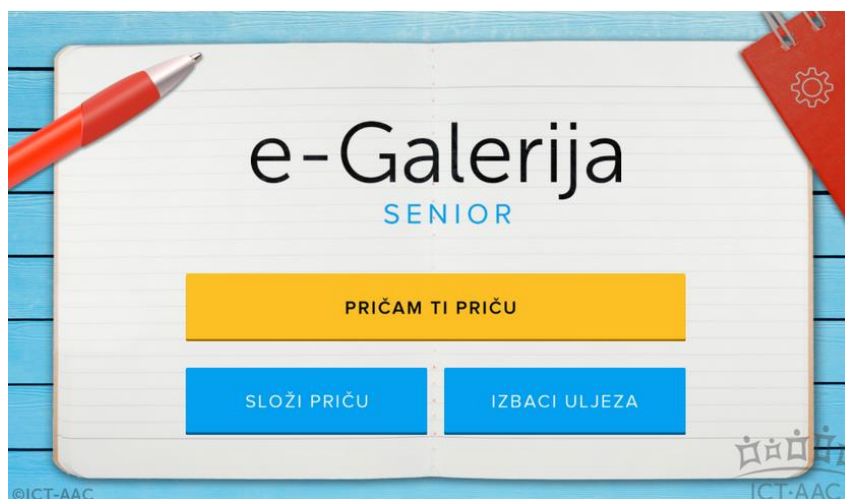 e-Galerija
SENIOR
PRIČAM TI PRIČU
SLOŽI PRIČU
IZBACI ULJEZA
©ICT-AAC
ICT-AAC